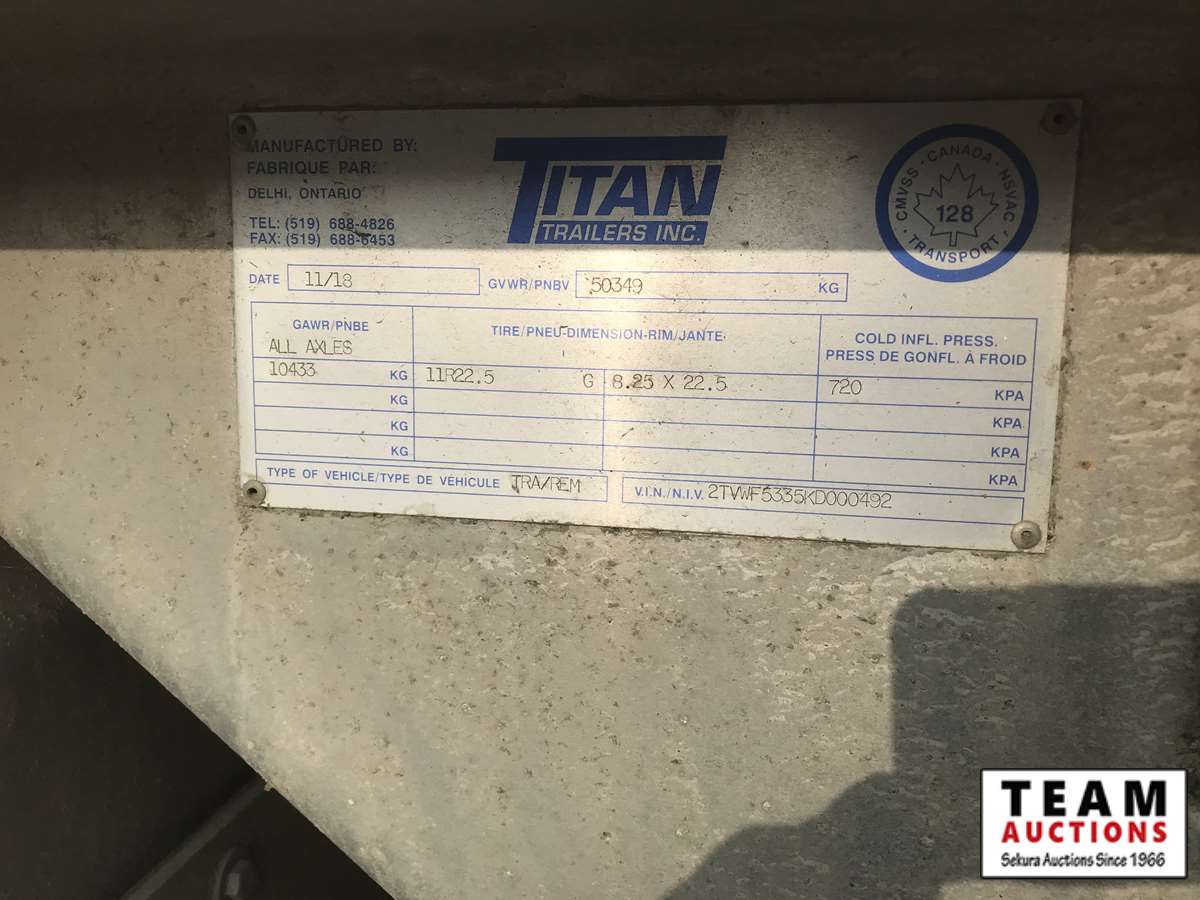 MANUFACTURED BY:
FABRIQUE PAR:
DELHI, ONTARIO
TEL: (519) 688-4826
FAX: (519) 688-6453
TITAN
TRAILERS INC.
CMVSS · CANADA · NSVAC
128
· TRANSPORT ·
DATE 11/18 GVWR/PNBV 50349 KG
GAWR/PNBE TIRE/PNEU-DIMENSION-RIM/JANTE COLD INFL. PRESS.
ALL AXLES PRESS DE GONFL. À FROID
10433 KG 11R22.5 G 8.25 X 22.5 720 KPA
KG KPA
KG KPA
KG KPA
TYPE OF VEHICLE/TYPE DE VÉHICULE TRA/REM V.I.N./N.I.V. 2TVWF5335KD000492
TEAM
AUCTIONS
Sekura Auctions Since 1966